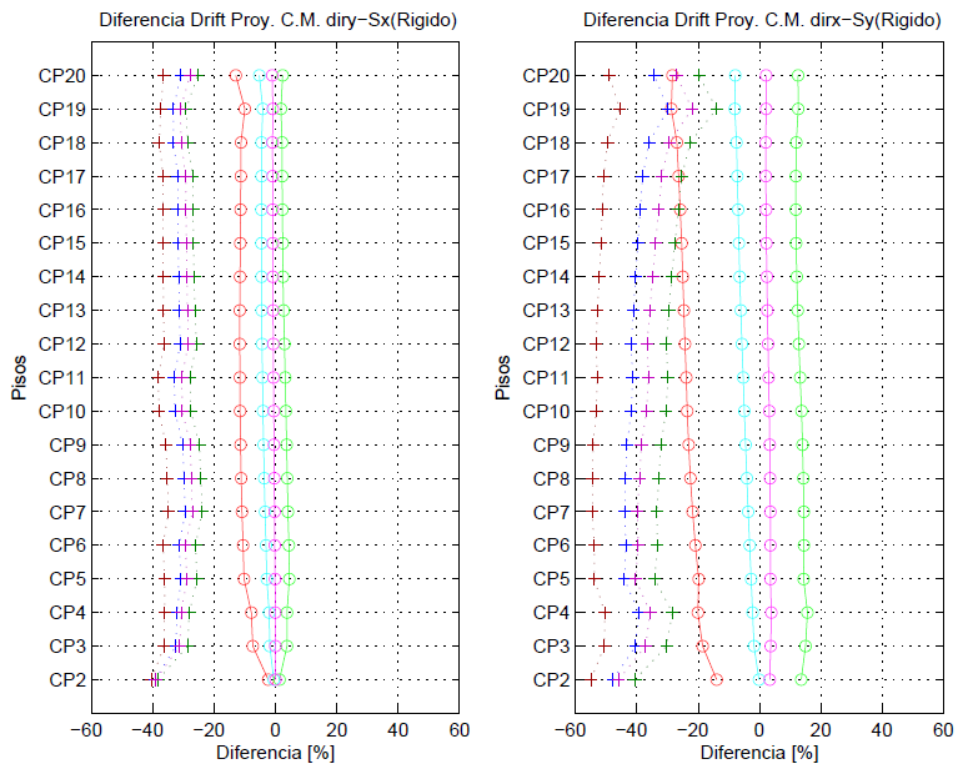 Diferencia Drift Proy. C.M. diry−Sx(Rigido)
CP20
CP19
CP18
CP17
CP16
CP15
CP14
CP13
CP12
CP11
CP10
CP9
CP8
CP7
CP6
CP5
CP4
CP3
CP2
Pisos
−60 −40 −20 0 20 40 60
Diferencia [%]
Diferencia Drift Proy. C.M. dirx−Sy(Rigido)
CP20
CP19
CP18
CP17
CP16
CP15
CP14
CP13
CP12
CP11
CP10
CP9
CP8
CP7
CP6
CP5
CP4
CP3
CP2
Pisos
−60 −40 −20 0 20 40 60
Diferencia [%]